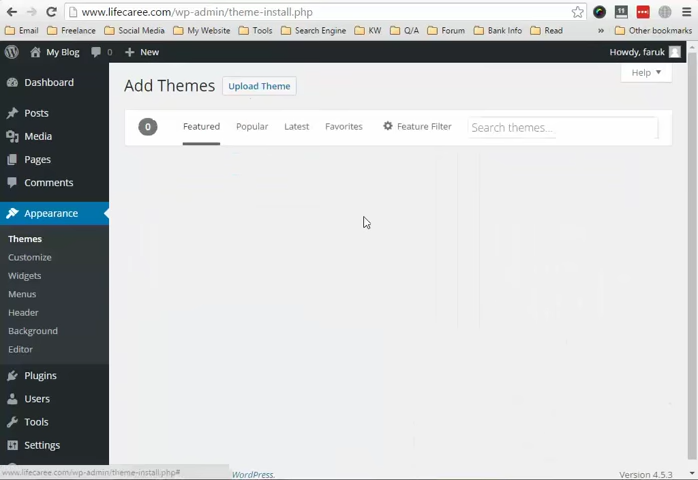 www.lifecaree.com/wp-admin/theme-install.php
Email Freelance Social Media My Website Tools Search Engine KW Q/A Forum Bank Info Read » Other bookmarks
My Blog 0 + New Howdy, faruk
Help ▼
Add Themes Upload Theme
0 Featured Popular Latest Favorites Feature Filter Search themes...
Dashboard
Posts
Media
Pages
Comments
Appearance
Themes
Customize
Widgets
Menus
Header
Background
Editor
Plugins
Users
Tools
Settings
www.lifecaree.com/wp-admin/theme-install.php# WordPress. Version 4.5.3